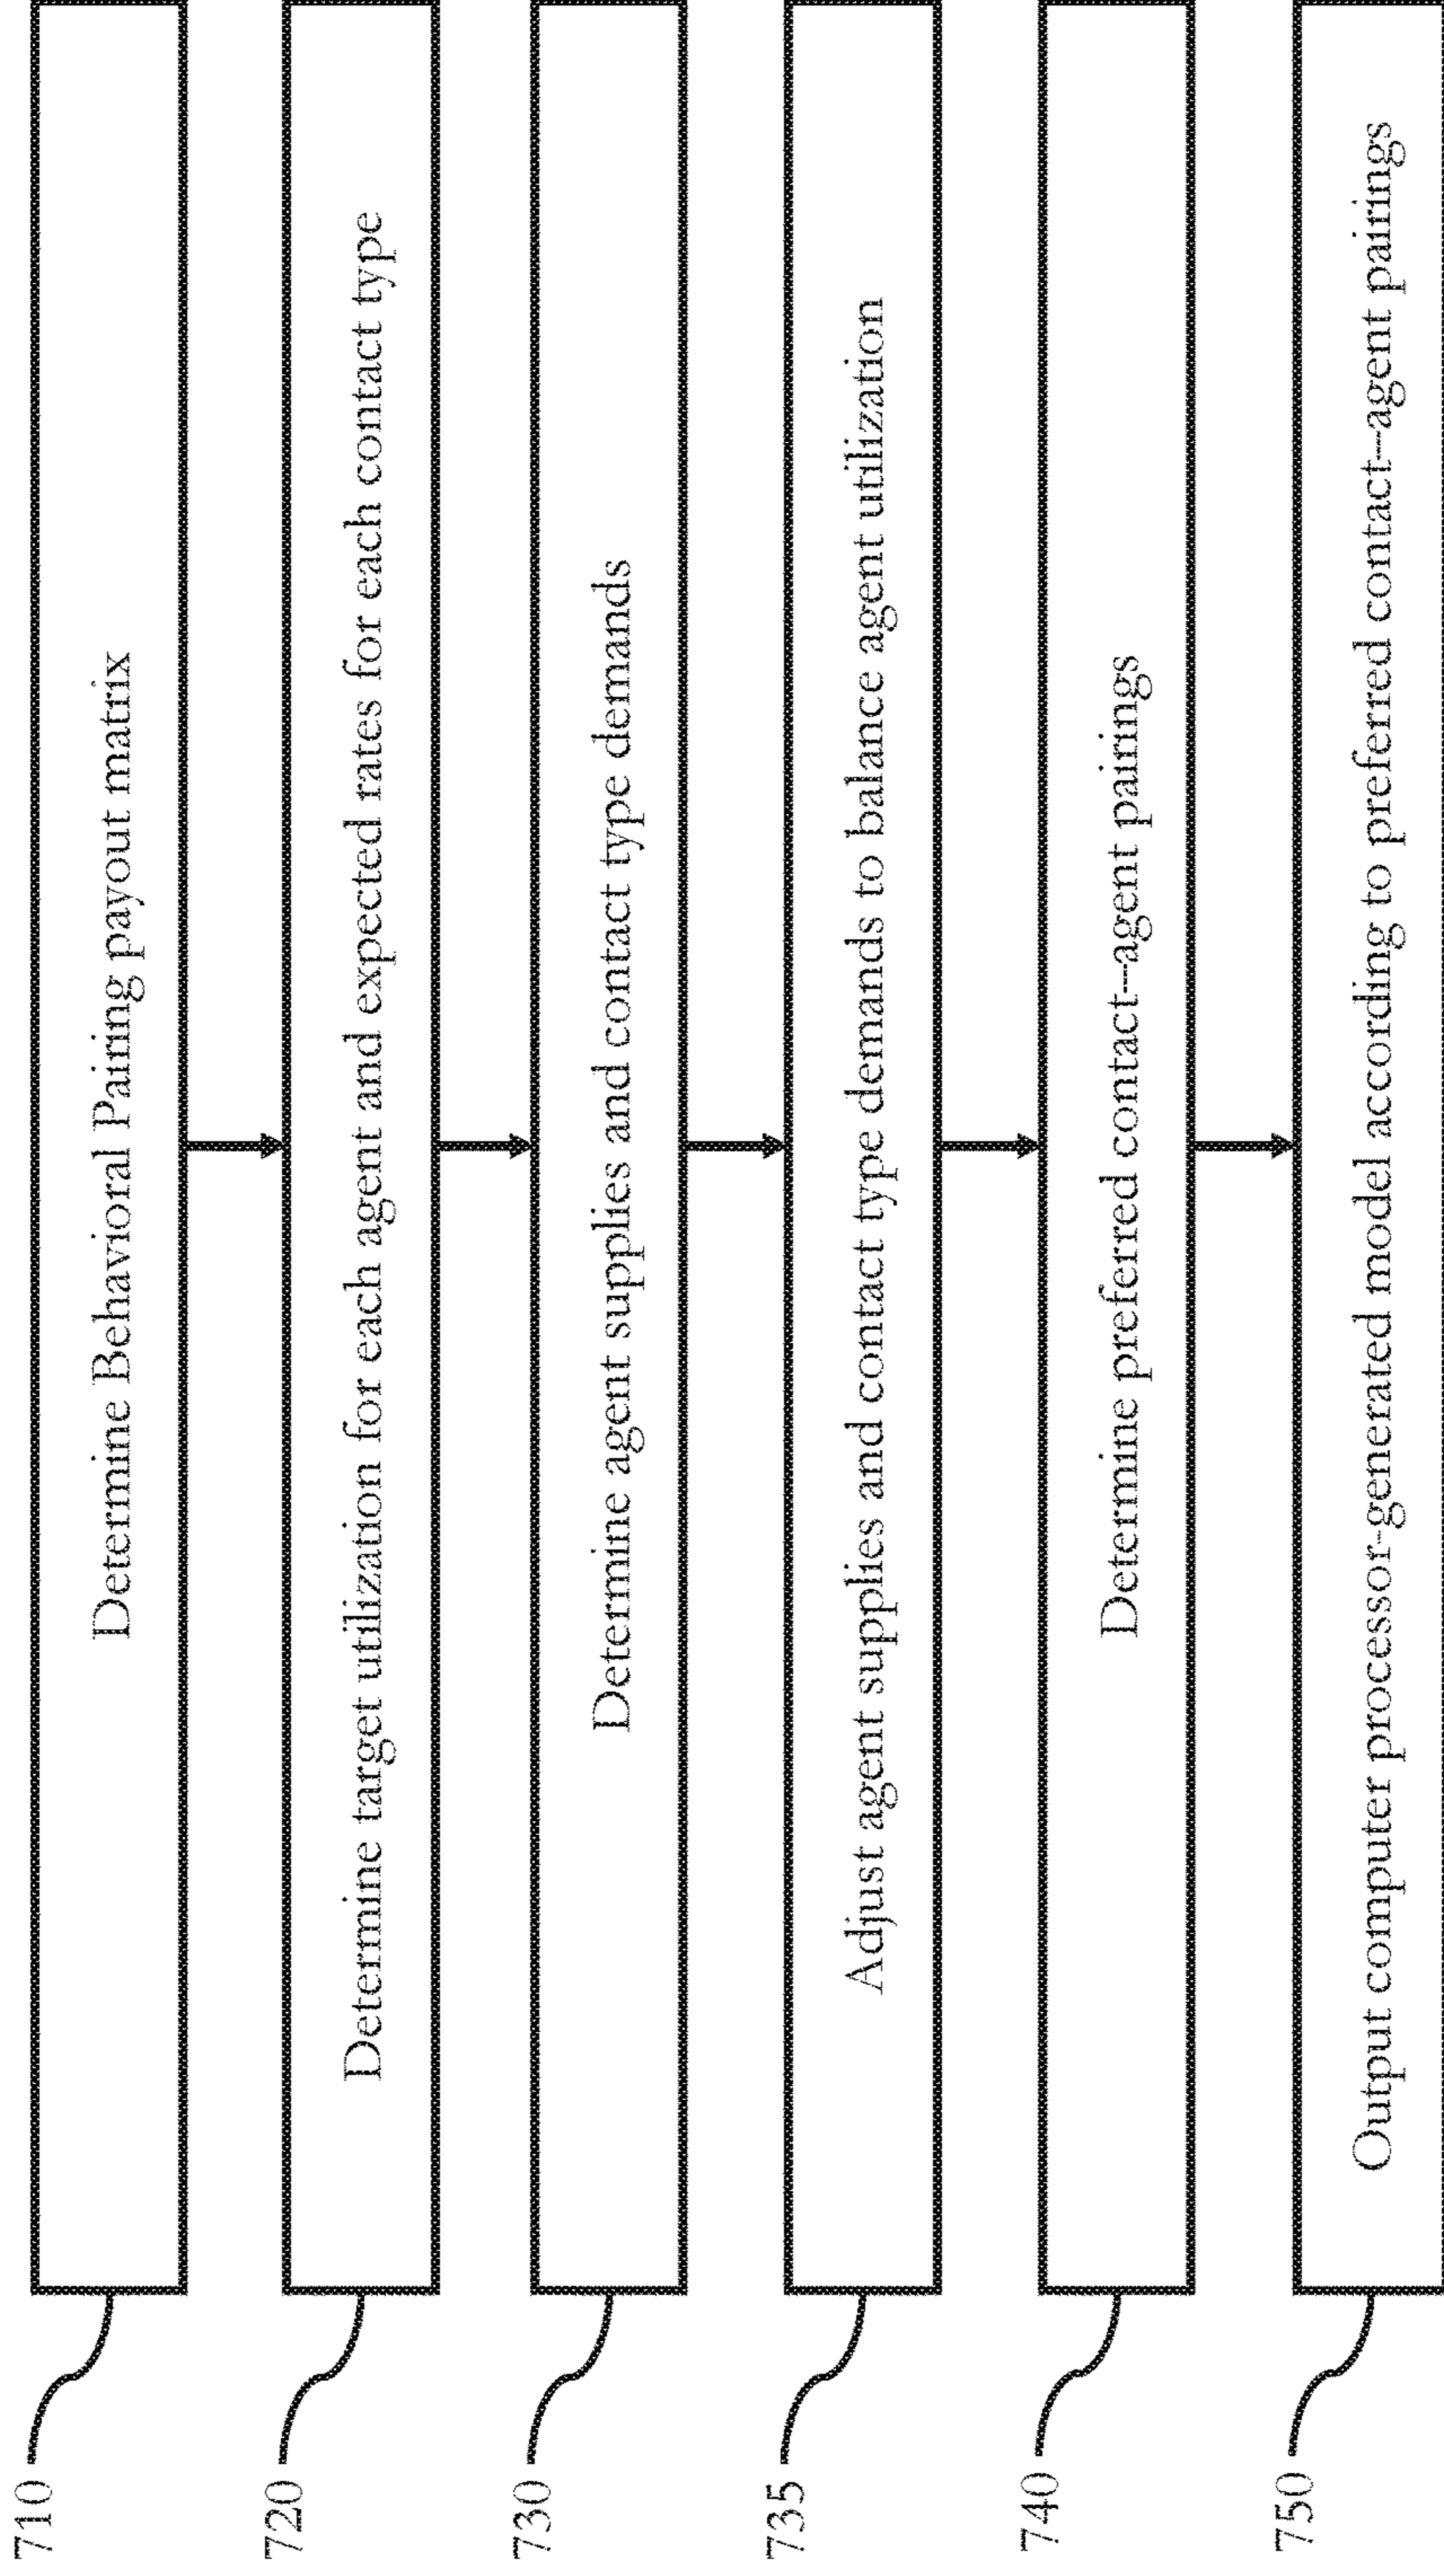 710
Determine Behavioral Pairing payout matrix
720
Determine target utilization for each agent and expected rates for each contact type
730
Determine agent supplies and contact type demands
735
Adjust agent supplies and contact type demands to balance agent utilization
740
Determine preferred contact--agent pairings
750
Output computer processor-generated model according to preferred contact--agent pairings